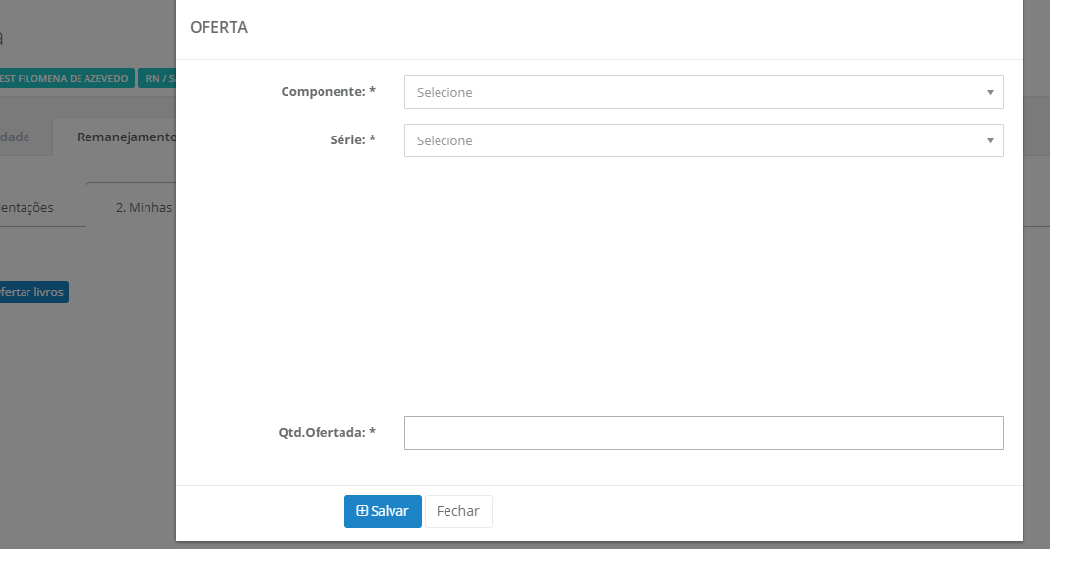 OFERTA
EST FILOMENA DE AZEVEDO
RN / S
Componente: *
Selecione
dade
Remanejamento
Série: *
Selecione
entações
2. Minhas
fertar livros
Qtd.Ofertada: *
Salvar
Fechar